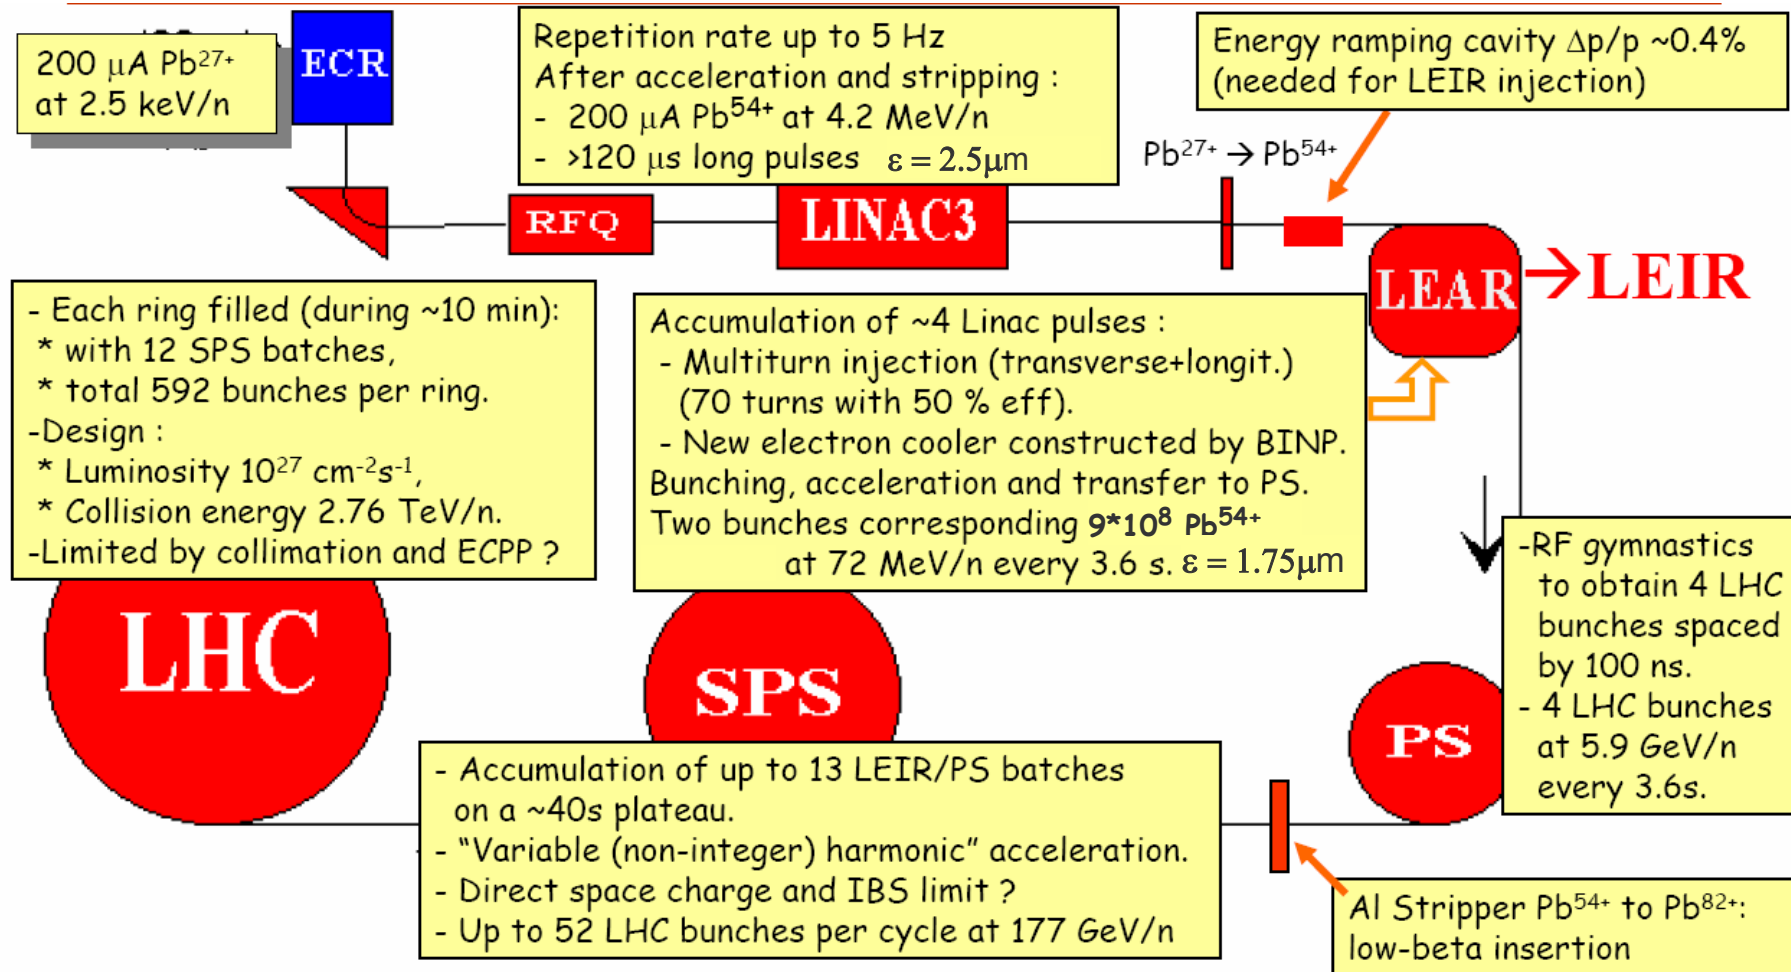 200 μA Pb27+
at 2.5 keV/n
ECR
Repetition rate up to 5 Hz
After acceleration and stripping :
- 200 μA Pb54+ at 4.2 MeV/n
- >120 μs long pulses ε = 2.5μm
Energy ramping cavity Δp/p ~0.4%
(needed for LEIR injection)
Pb27+ → Pb54+
RFQ
LINAC3
LEAR
→LEIR
- Each ring filled (during ~10 min):
* with 12 SPS batches,
* total 592 bunches per ring.
-Design :
* Luminosity 10^27 cm-2s-1,
* Collision energy 2.76 TeV/n.
-Limited by collimation and ECPP ?
Accumulation of ~4 Linac pulses :
- Multiturn injection (transverse+longit.)
(70 turns with 50 % eff).
- New electron cooler constructed by BINP.
Bunching, acceleration and transfer to PS.
Two bunches corresponding 9*10^8 Pb54+
at 72 MeV/n every 3.6 s. ε = 1.75μm
-RF gymnastics
to obtain 4 LHC
bunches spaced
by 100 ns.
- 4 LHC bunches
at 5.9 GeV/n
every 3.6s.
LHC
SPS
PS
- Accumulation of up to 13 LEIR/PS batches
on a ~40s plateau.
- "Variable (non-integer) harmonic" acceleration.
- Direct space charge and IBS limit ?
- Up to 52 LHC bunches per cycle at 177 GeV/n
Al Stripper Pb54+ to Pb82+:
low-beta insertion